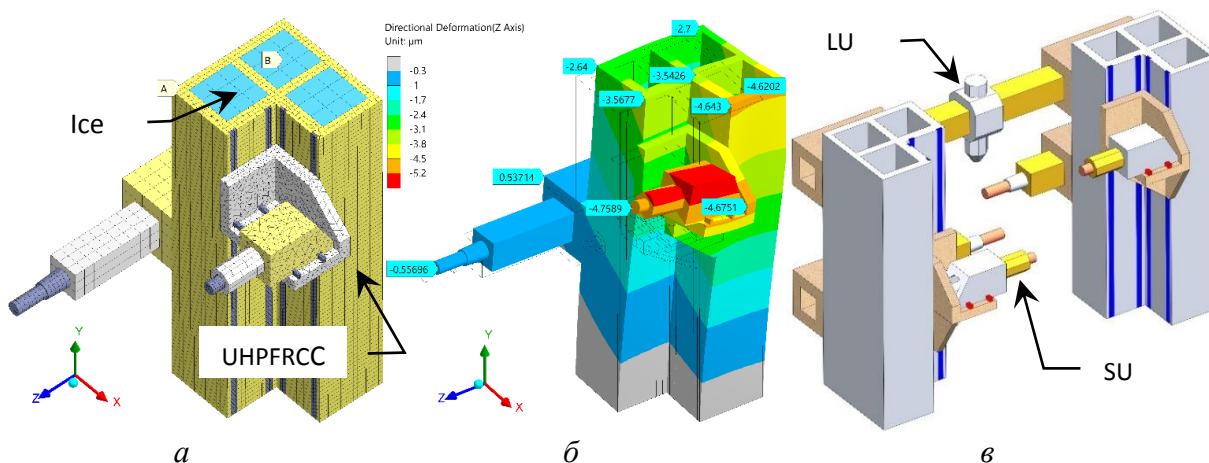 A
B
Ice
UHPFRCC
Y
Z
X
а
Directional Deformation(Z Axis)
Unit: µm
-0.3
1
-1.7
-2.4
-3.1
-3.8
-4.5
-5.2
-2.7
-2.64
-3.5426
-4.6202
-3.5677
-4.643
0.53714
-4.7589
-4.6751
-0.55696
Y
Z
X
б
LU
SU
в